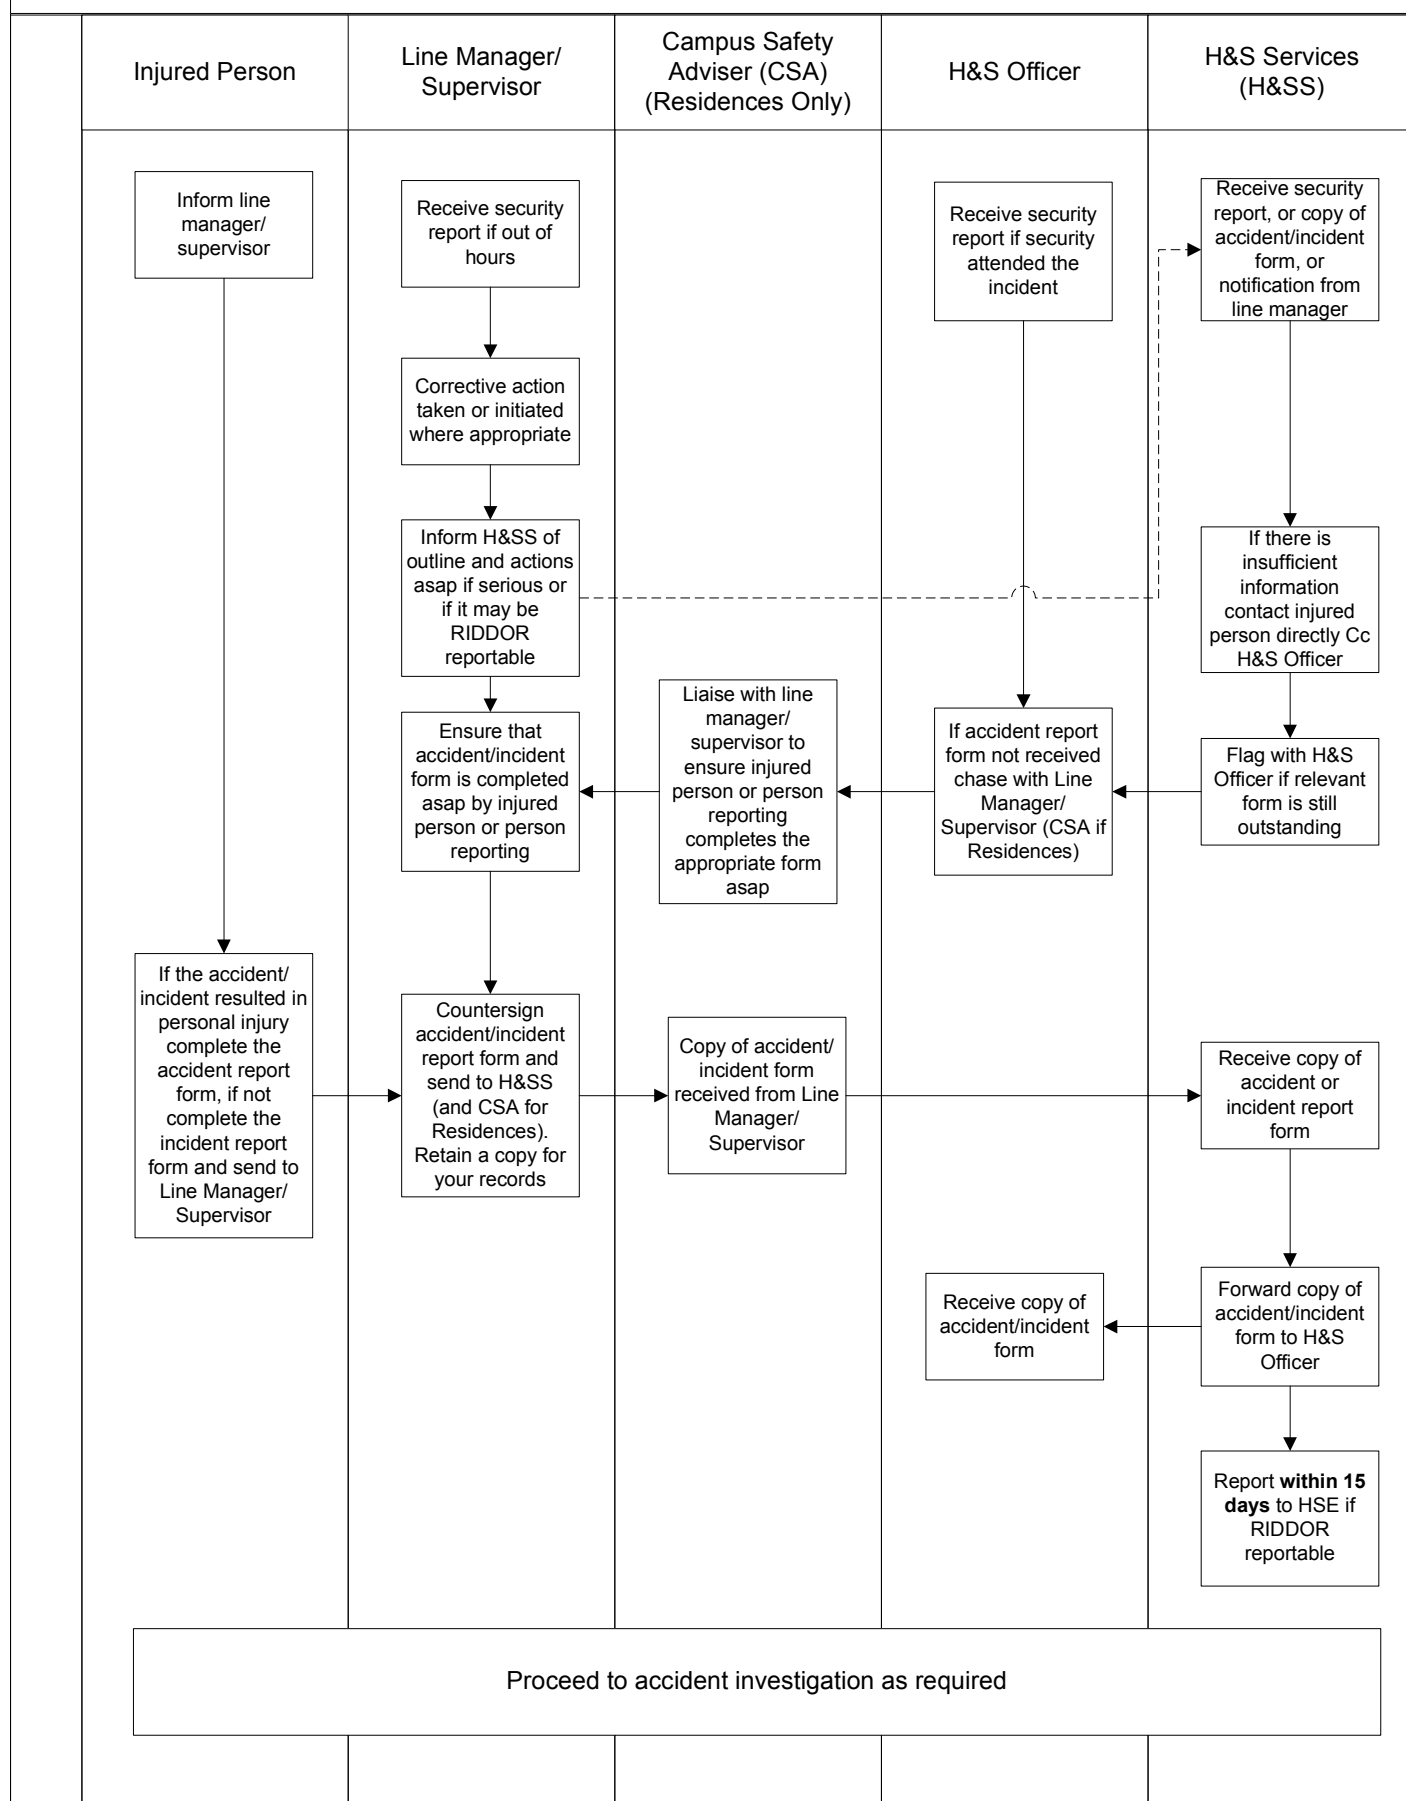 Injured Person
Line Manager/
Supervisor
Campus Safety
Adviser (CSA)
(Residences Only)
H&S Officer
H&S Services
(H&SS)
Inform line
manager/
supervisor
Receive security
report if out of
hours
Receive security
report if security
attended the
incident
Receive security
report, or copy of
accident/incident
form, or
notification from
line manager
Corrective action
taken or initiated
where appropriate
Inform H&SS of
outline and actions
asap if serious or
if it may be
RIDDOR
reportable
If there is
insufficient
information
contact injured
person directly Cc
H&S Officer
Ensure that
accident/incident
form is completed
asap by injured
person or person
reporting
Liaise with line
manager/
supervisor to
ensure injured
person or person
reporting
completes the
appropriate form
asap
If accident report
form not received
chase with Line
Manager/
Supervisor (CSA if
Residences)
Flag with H&S
Officer if relevant
form is still
outstanding
If the accident/
incident resulted in
personal injury
complete the
accident report
form, if not
complete the
incident report
form and send to
Line Manager/
Supervisor
Countersign
accident/incident
report form and
send to H&SS
(and CSA for
Residences).
Retain a copy for
your records
Copy of accident/
incident form
received from Line
Manager/
Supervisor
Receive copy of
accident or
incident report
form
Receive copy of
accident/incident
form
Forward copy of
accident/incident
form to H&S
Officer
Report within 15
days to HSE if
RIDDOR
reportable
Proceed to accident investigation as required